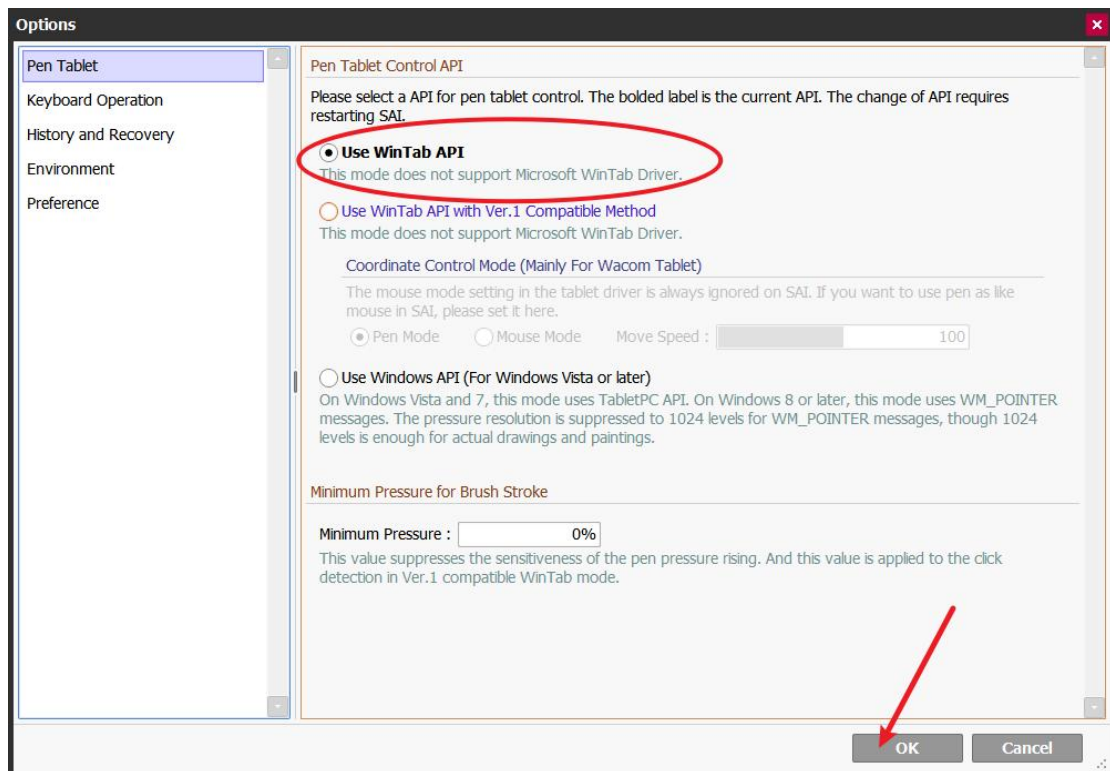 Options
Pen Tablet
Keyboard Operation
History and Recovery
Environment
Preference
Pen Tablet Control API
Please select a API for pen tablet control. The bolded label is the current API. The change of API requires
restarting SAI.
Use WinTab API
This mode does not support Microsoft WinTab Driver.
Use WinTab API with Ver.1 Compatible Method
This mode does not support Microsoft WinTab Driver.
Coordinate Control Mode (Mainly For Wacom Tablet)
The mouse mode setting in the tablet driver is always ignored on SAI. If you want to use pen as like
mouse in SAI, please set it here.
Pen Mode Mouse Mode Move Speed : 100
Use Windows API (For Windows Vista or later)
On Windows Vista and 7, this mode uses TabletPC API. On Windows 8 or later, this mode uses WM_POINTER
messages. The pressure resolution is suppressed to 1024 levels for WM_POINTER messages, though 1024
levels is enough for actual drawings and paintings.
Minimum Pressure for Brush Stroke
Minimum Pressure : 0%
This value suppresses the sensitiveness of the pen pressure rising. And this value is applied to the click
detection in Ver.1 compatible WinTab mode.
OK Cancel